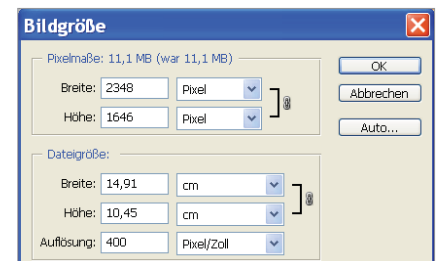 Bildgröße
Pixelmaße: 11,1 MB (war 11,1 MB)
OK
Breite: 2348 Pixel
Abbrechen
Höhe: 1646 Pixel
Auto...
Dateigröße:
Breite: 14,91 cm
Höhe: 10,45 cm
Auflösung: 400 Pixel/Zoll